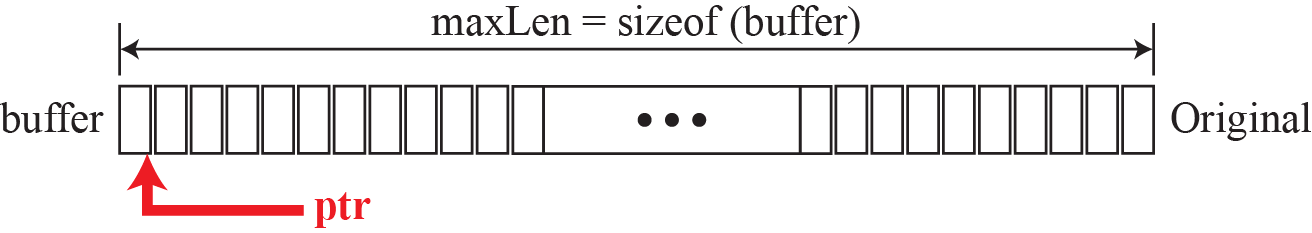 maxLen = sizeof (buffer)
buffer
Original
ptr